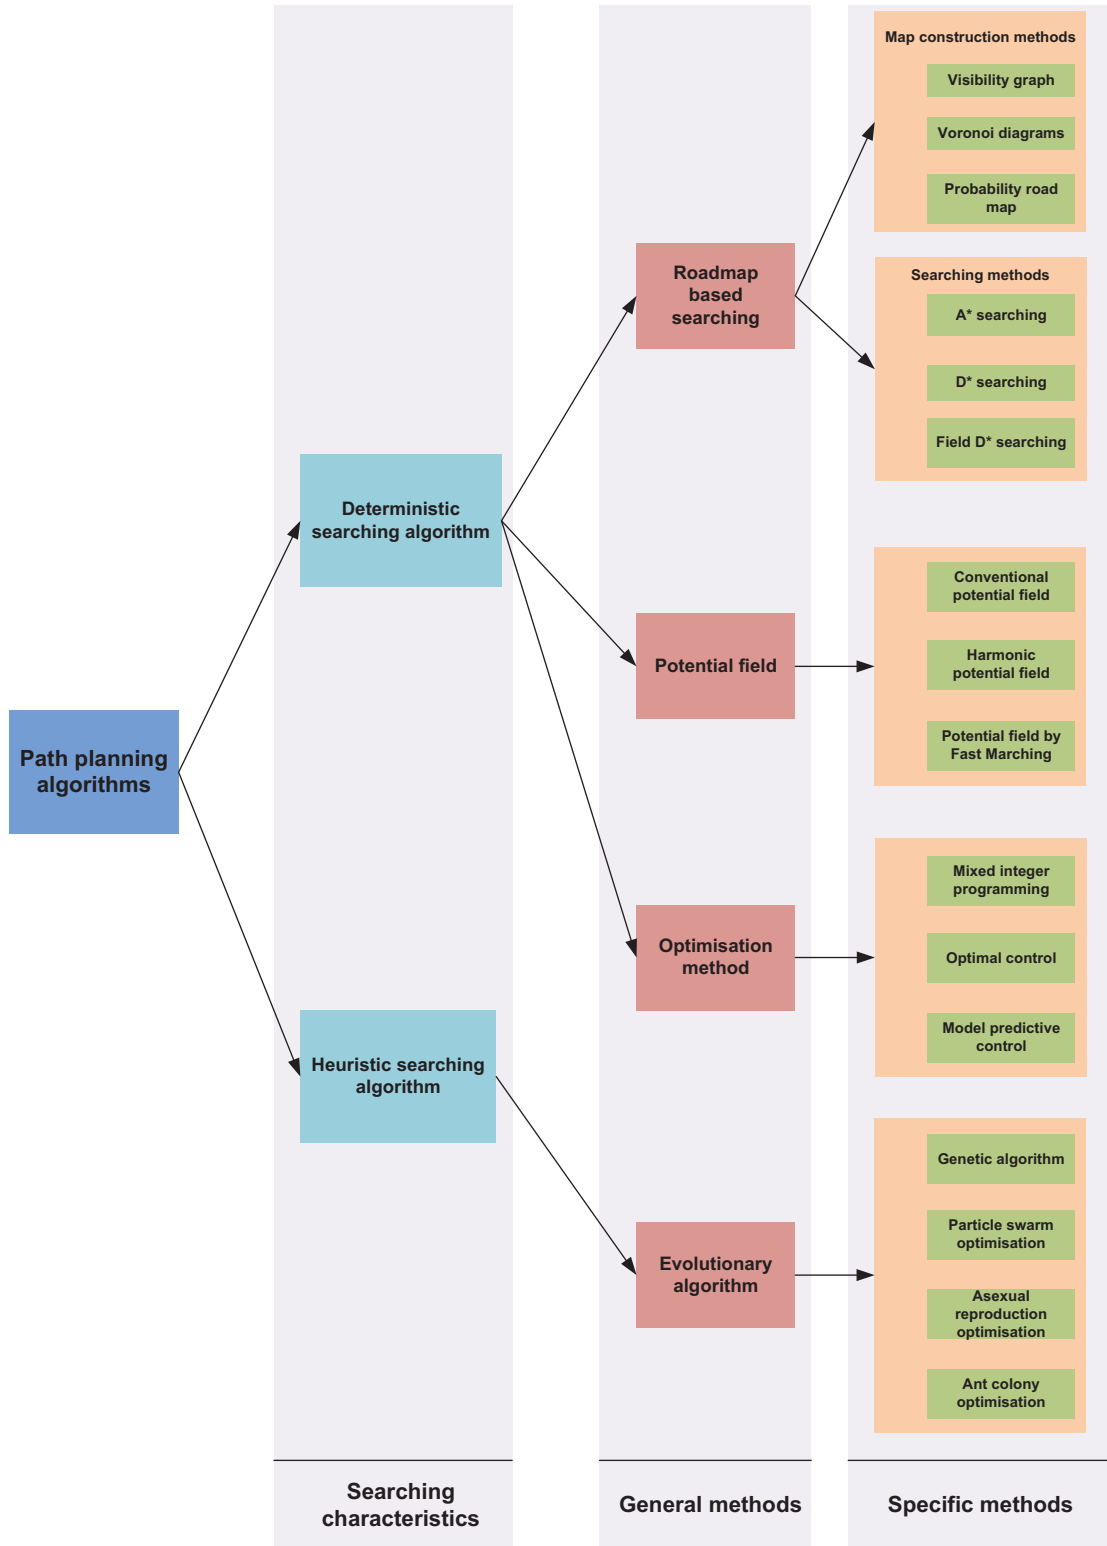 Path planning
algorithms
Deterministic
searching algorithm
Heuristic searching
algorithm
Searching
characteristics
Roadmap
based
searching
Potential field
Optimisation
method
Evolutionary
algorithm
General methods
Map construction methods
Visibility graph
Voronoi diagrams
Probability road
map
Searching methods
A* searching
D* searching
Field D* searching
Conventional
potential field
Harmonic
potential field
Potential field by
Fast Marching
Mixed integer
programming
Optimal control
Model predictive
control
Genetic algorithm
Particle swarm
optimisation
Asexual
reproduction
optimisation
Ant colony
optimisation
Specific methods